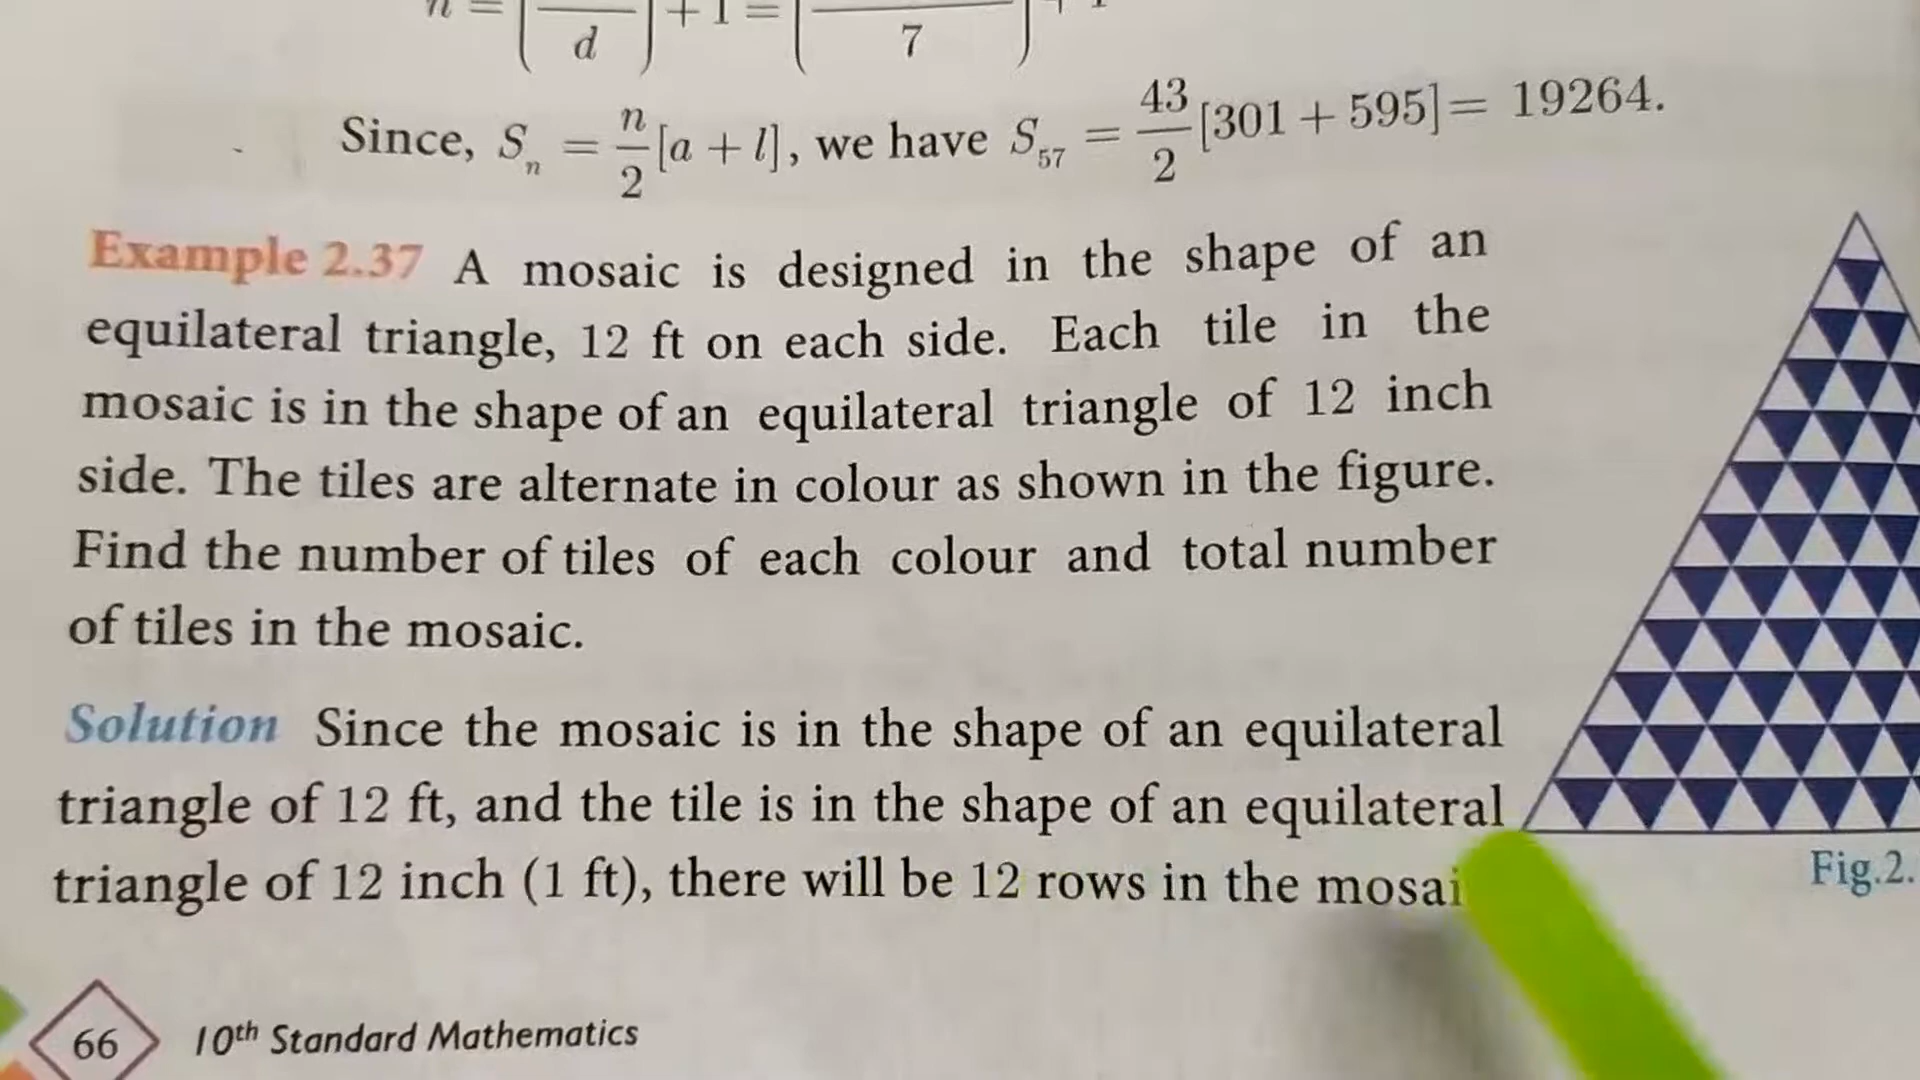 n = ( / d ) + 1 = ( / 7 ) + 1
Since, Sₙ = n/2 [a + l], we have S₅₇ = 43/2 [301 + 595] = 19264.
Example 2.37 A mosaic is designed in the shape of an
equilateral triangle, 12 ft on each side. Each tile in the
mosaic is in the shape of an equilateral triangle of 12 inch
side. The tiles are alternate in colour as shown in the figure.
Find the number of tiles of each colour and total number
of tiles in the mosaic.
Solution Since the mosaic is in the shape of an equilateral
triangle of 12 ft, and the tile is in the shape of an equilateral
triangle of 12 inch (1 ft), there will be 12 rows in the mosai
Fig.2.
66 10th Standard Mathematics